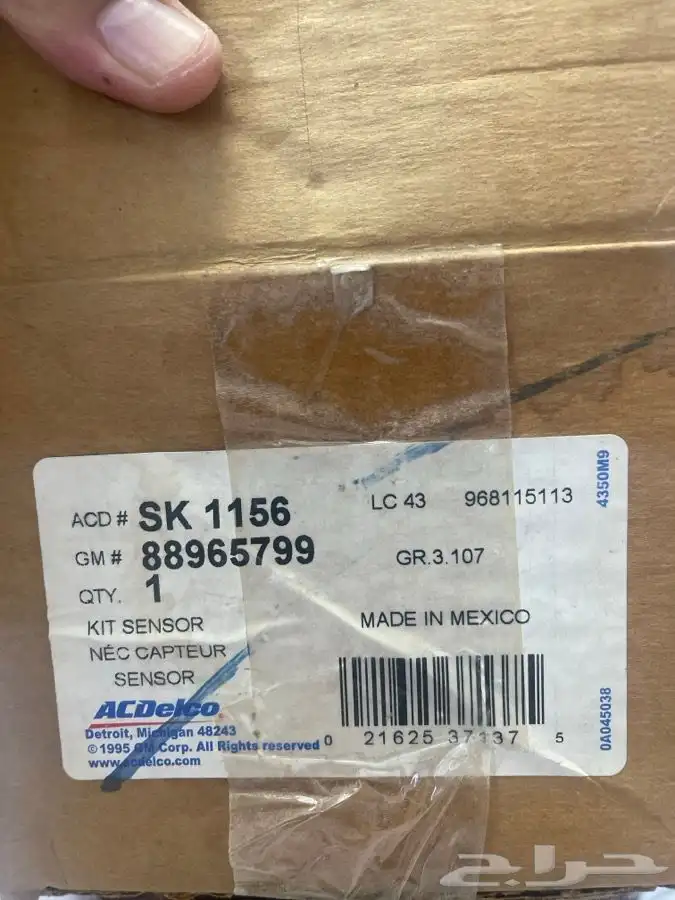 ACD # SK 1156
LC 43 968115113
4350M9
GM # 88965799
GR.3.107
QTY. 1
KIT SENSOR
MADE IN MEXICO
NÉC CAPTEUR
SENSOR
ACDelco
Detroit, Michigan 48243
© 1995 GM Corp. All Rights reserved
www.acdelco.com
0 21625 37137 5
0A045038
حراج